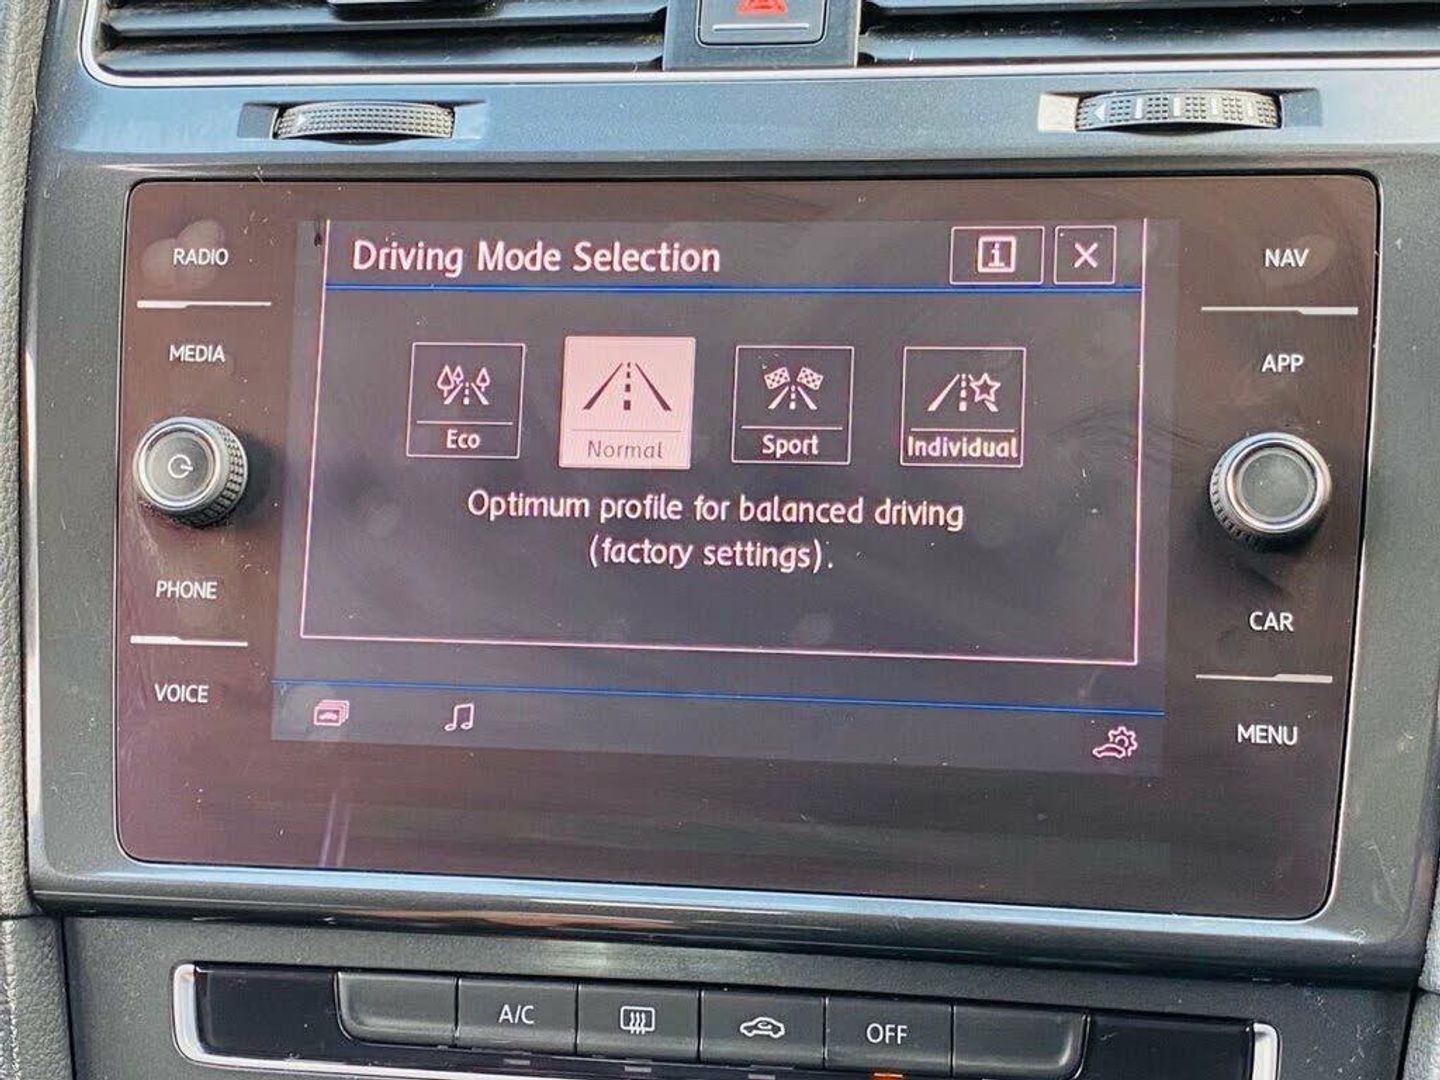 RADIO
MEDIA
PHONE
VOICE
Driving Mode Selection
i
X
Eco
Normal
Sport
Individual
Optimum profile for balanced driving
(factory settings).
NAV
APP
CAR
MENU
A/C
OFF